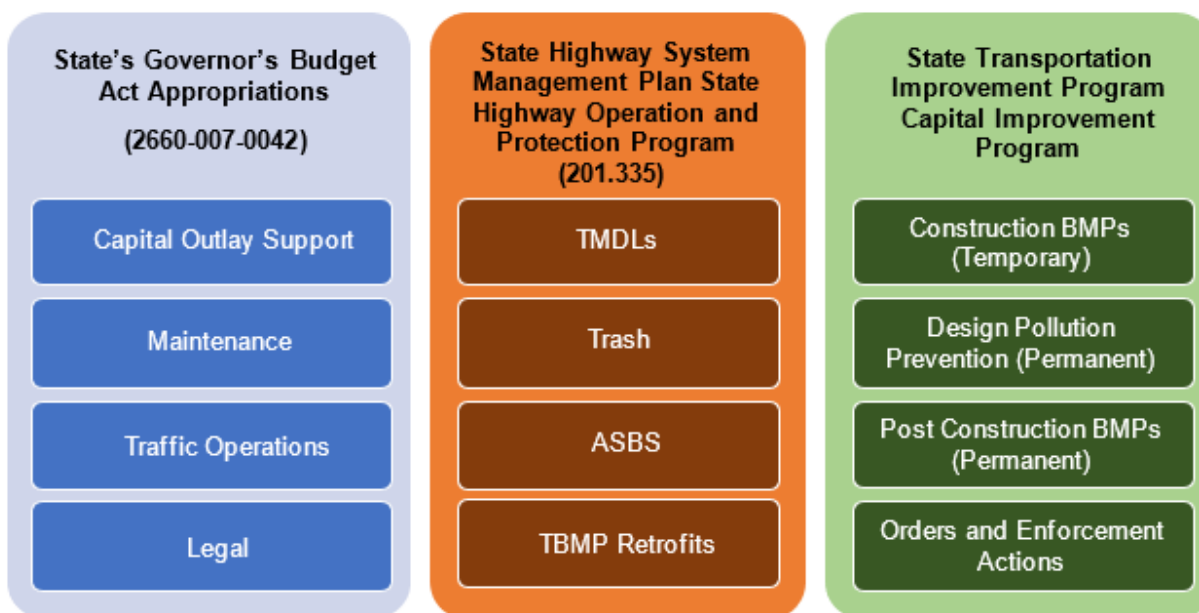 State's Governor's Budget
Act Appropriations
(2660-007-0042)
Capital Outlay Support
Maintenance
Traffic Operations
Legal
State Highway System
Management Plan State
Highway Operation and
Protection Program
(201.335)
TMDLs
Trash
ASBS
TBMP Retrofits
State Transportation
Improvement Program
Capital Improvement
Program
Construction BMPs
(Temporary)
Design Pollution
Prevention (Permanent)
Post Construction BMPs
(Permanent)
Orders and Enforcement
Actions